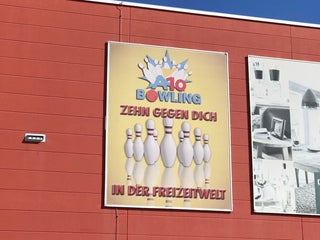 A10
BOWLING
ZEHN GEGEN DICH
IN DER FREIZEITWELT